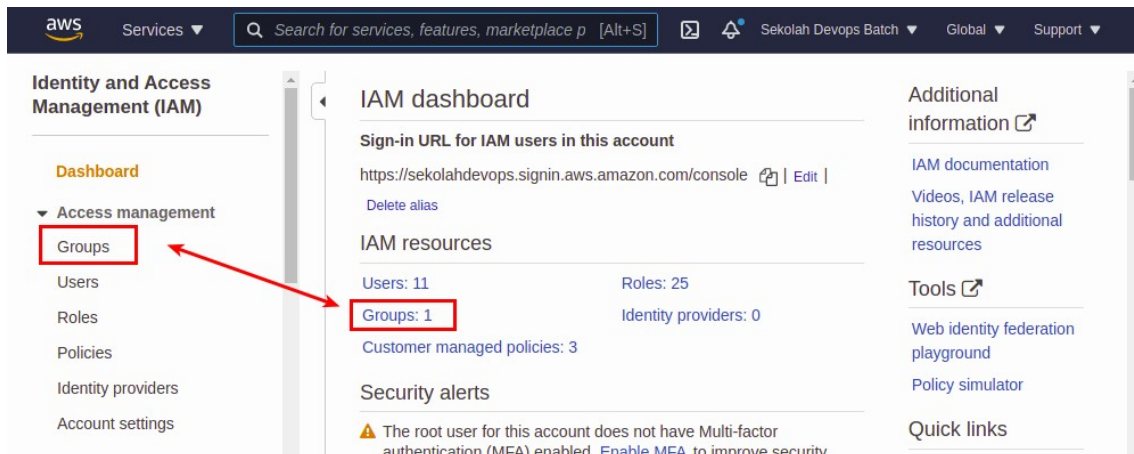 aws Services ▼ Search for services, features, marketplace p [Alt+S] Sekolah Devops Batch ▼ Global ▼ Support ▼
Identity and Access
Management (IAM)
Dashboard
Access management
Groups
Users
Roles
Policies
Identity providers
Account settings
IAM dashboard
Sign-in URL for IAM users in this account
https://sekolahdevops.signin.aws.amazon.com/console | Edit |
Delete alias
IAM resources
Users: 11 Roles: 25
Groups: 1 Identity providers: 0
Customer managed policies: 3
Security alerts
The root user for this account does not have Multi-factor
authentication (MFA) enabled. Enable MFA to improve security
Additional
information
IAM documentation
Videos, IAM release
history and additional
resources
Tools
Web identity federation
playground
Policy simulator
Quick links